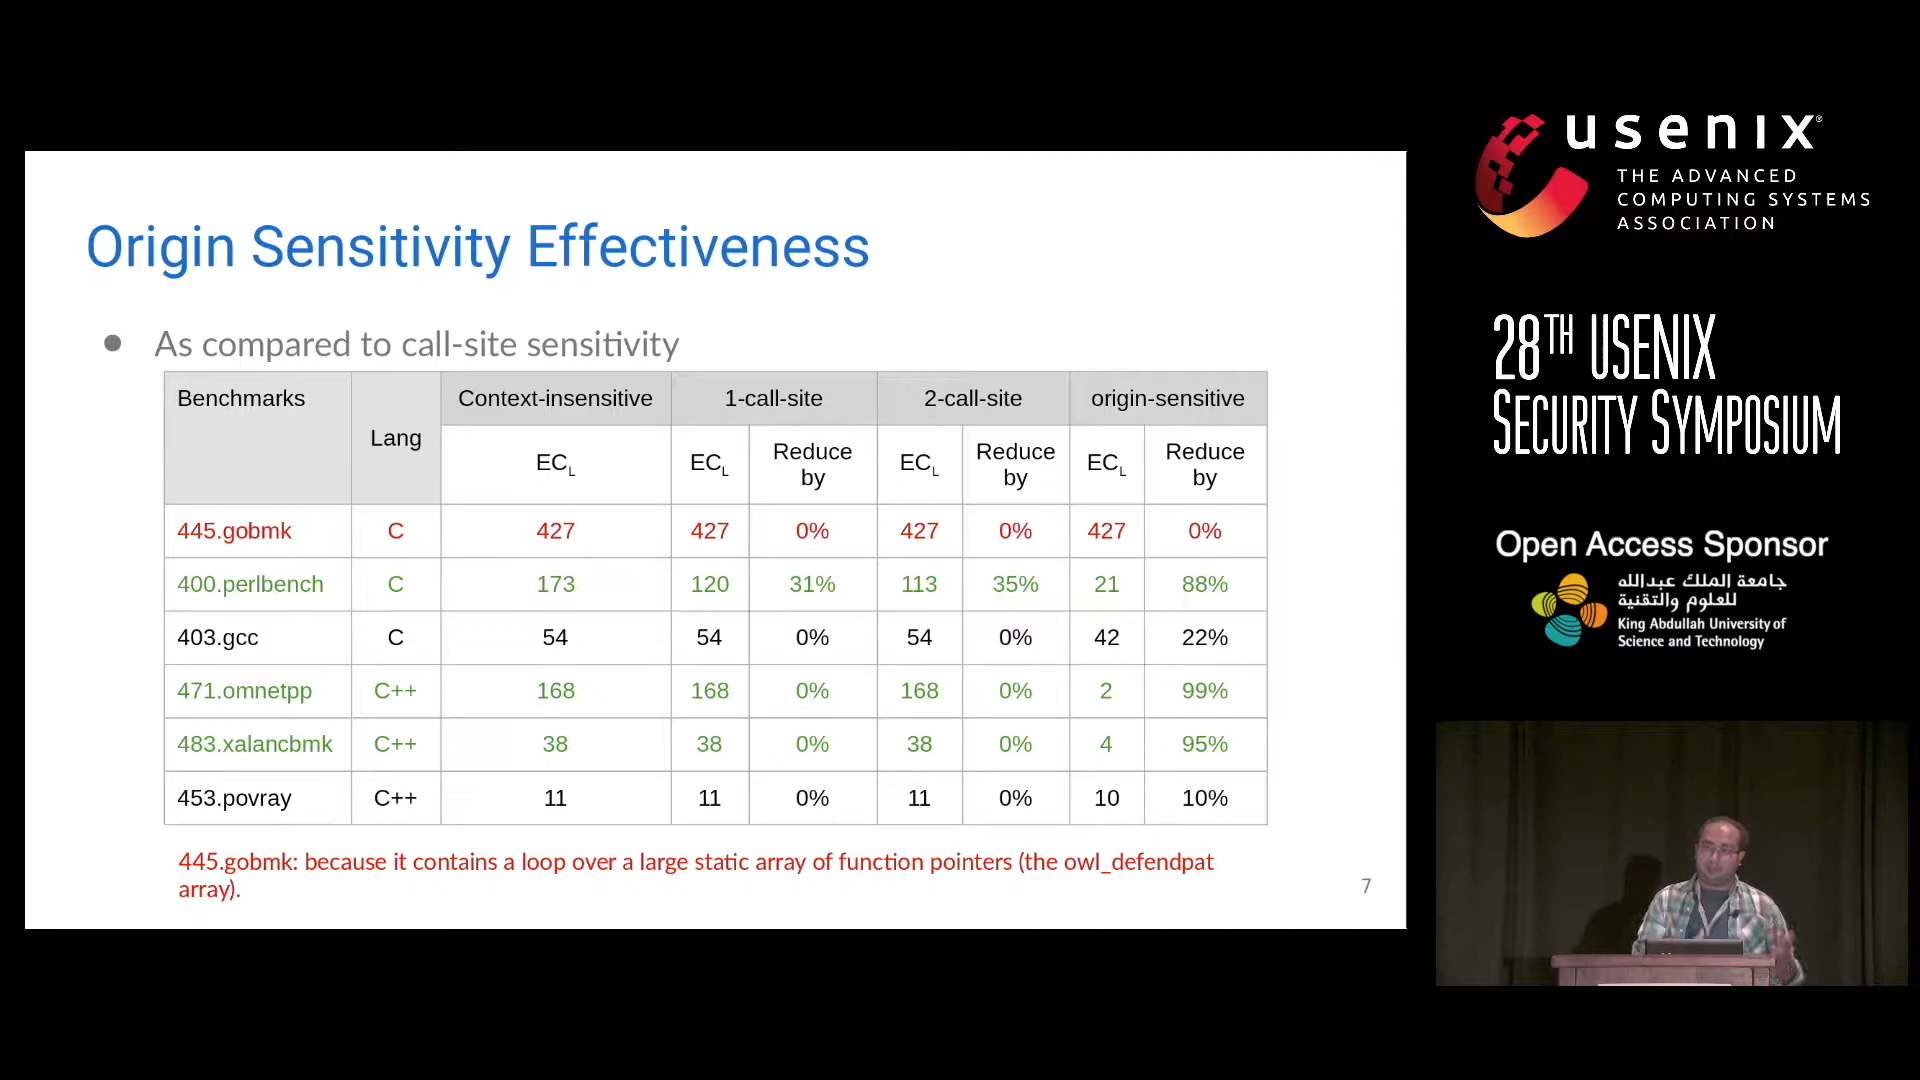 Origin Sensitivity Effectiveness
● As compared to call-site sensitivity
Benchmarks Lang Context-insensitive 1-call-site 2-call-site origin-sensitive
ECL ECL Reduce by ECL Reduce by ECL Reduce by
445.gobmk C 427 427 0% 427 0% 427 0%
400.perlbench C 173 120 31% 113 35% 21 88%
403.gcc C 54 54 0% 54 0% 42 22%
471.omnetpp C++ 168 168 0% 168 0% 2 99%
483.xalancbmk C++ 38 38 0% 38 0% 4 95%
453.povray C++ 11 11 0% 11 0% 10 10%
445.gobmk: because it contains a loop over a large static array of function pointers (the owl_defendpat
array).
7
usenix®
THE ADVANCED
COMPUTING SYSTEMS
ASSOCIATION
28TH USENIX
SECURITY SYMPOSIUM
Open Access Sponsor
جامعة الملك عبدالله
للعلوم والتقنية
King Abdullah University of
Science and Technology